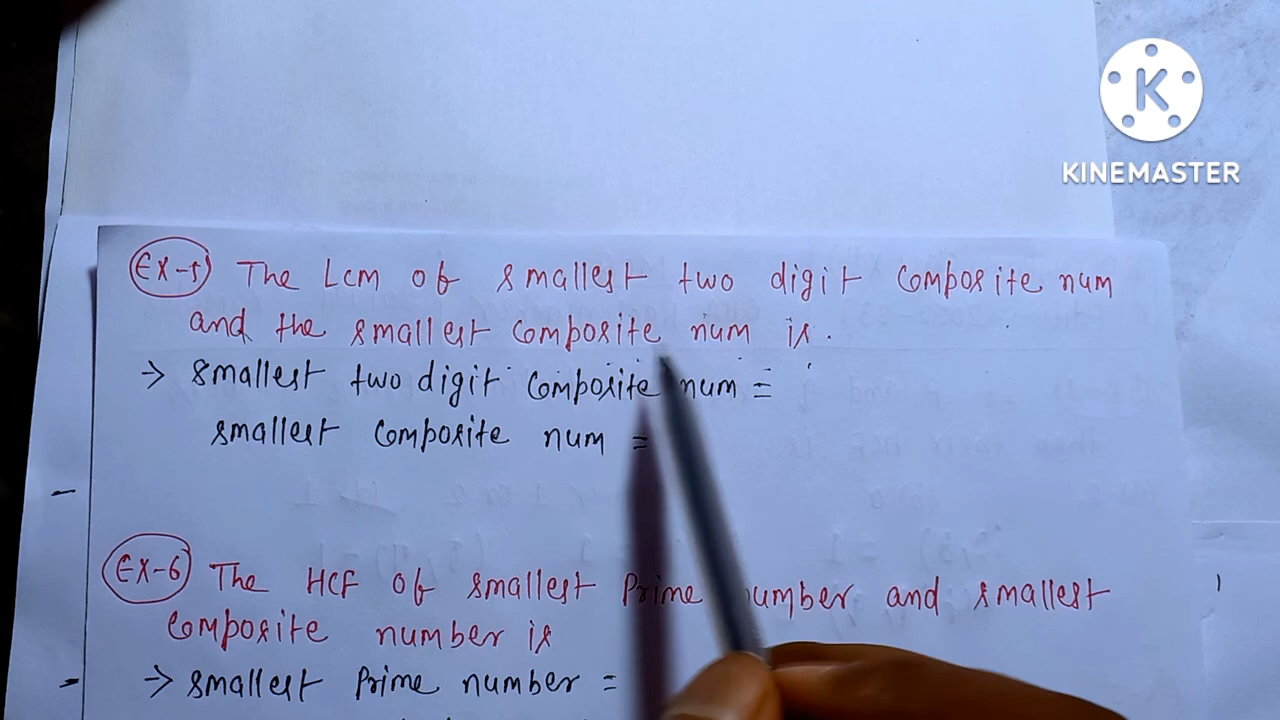 KINEMASTER
EX-5 The Lcm of smallest two digit composite num
and the smallest composite num is.
→ smallest two digit composite num =
smallest composite num =
EX-6 The HCF of smallest Prime number and smallest
composite number is
→ smallest Prime number =